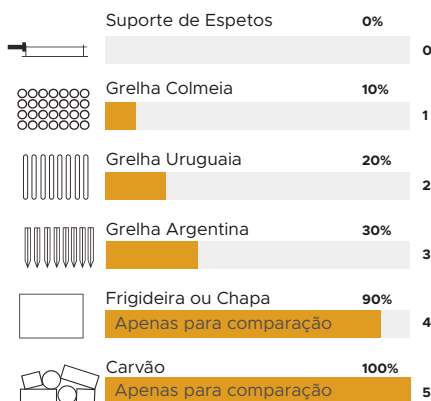 Suporte de Espetos 0%
0
Grelha Colmeia 10%
1
Grelha Uruguaia 20%
2
Grelha Argentina 30%
3
Frigideira ou Chapa 90%
Apenas para comparação 4
Carvão 100%
Apenas para comparação 5